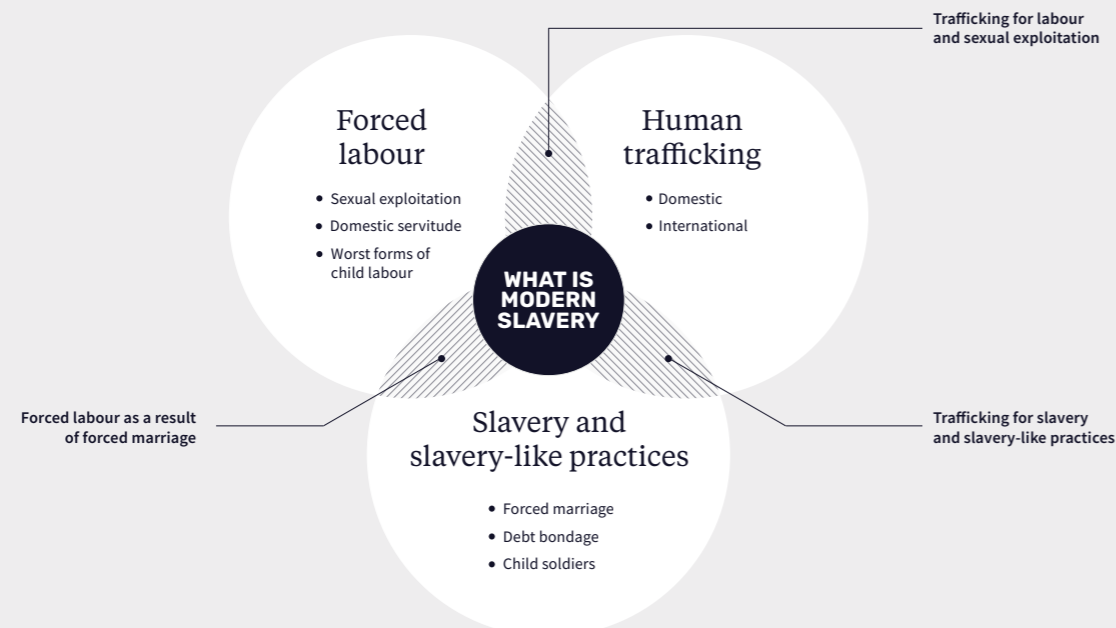 Trafficking for labour
and sexual exploitation
Forced
labour
• Sexual exploitation
• Domestic servitude
• Worst forms of
child labour
Human
trafficking
• Domestic
• International
WHAT IS
MODERN
SLAVERY
Forced labour as a result
of forced marriage
Trafficking for slavery
and slavery-like practices
Slavery and
slavery-like practices
• Forced marriage
• Debt bondage
• Child soldiers